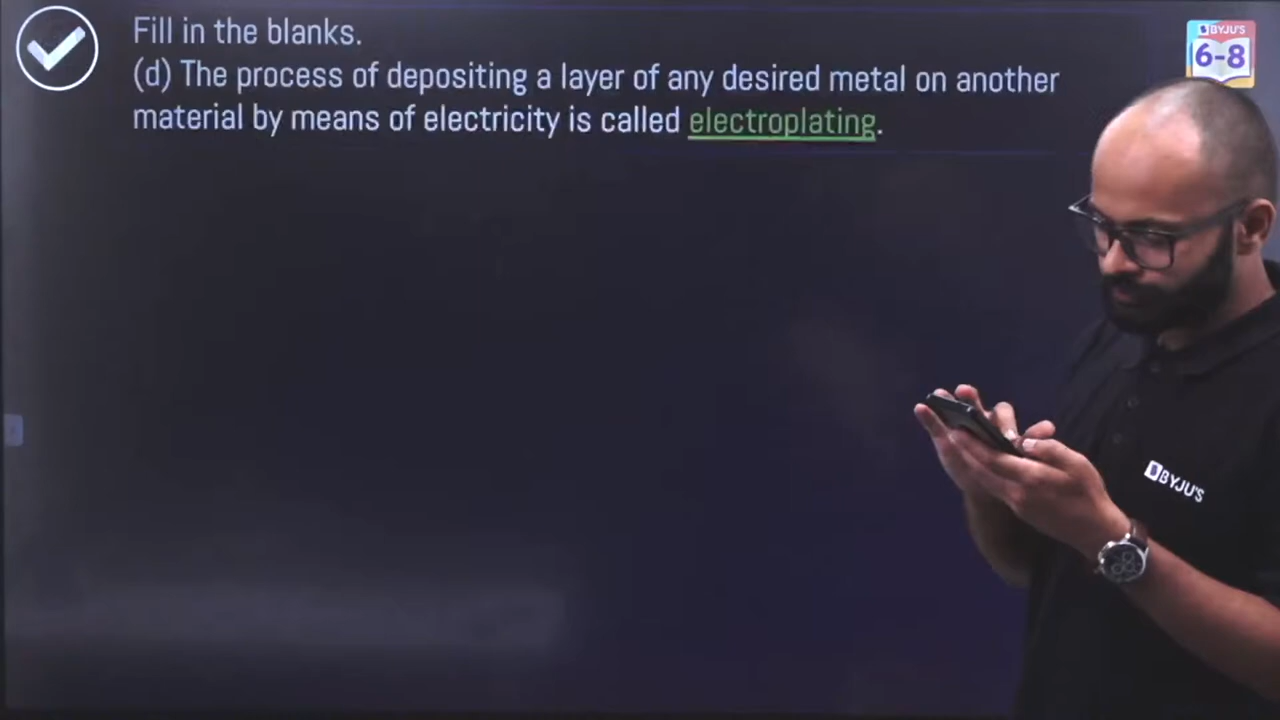 Fill in the blanks.
(d) The process of depositing a layer of any desired metal on another
material by means of electricity is called electroplating.
BYJU'S
6-8
BYJU'S